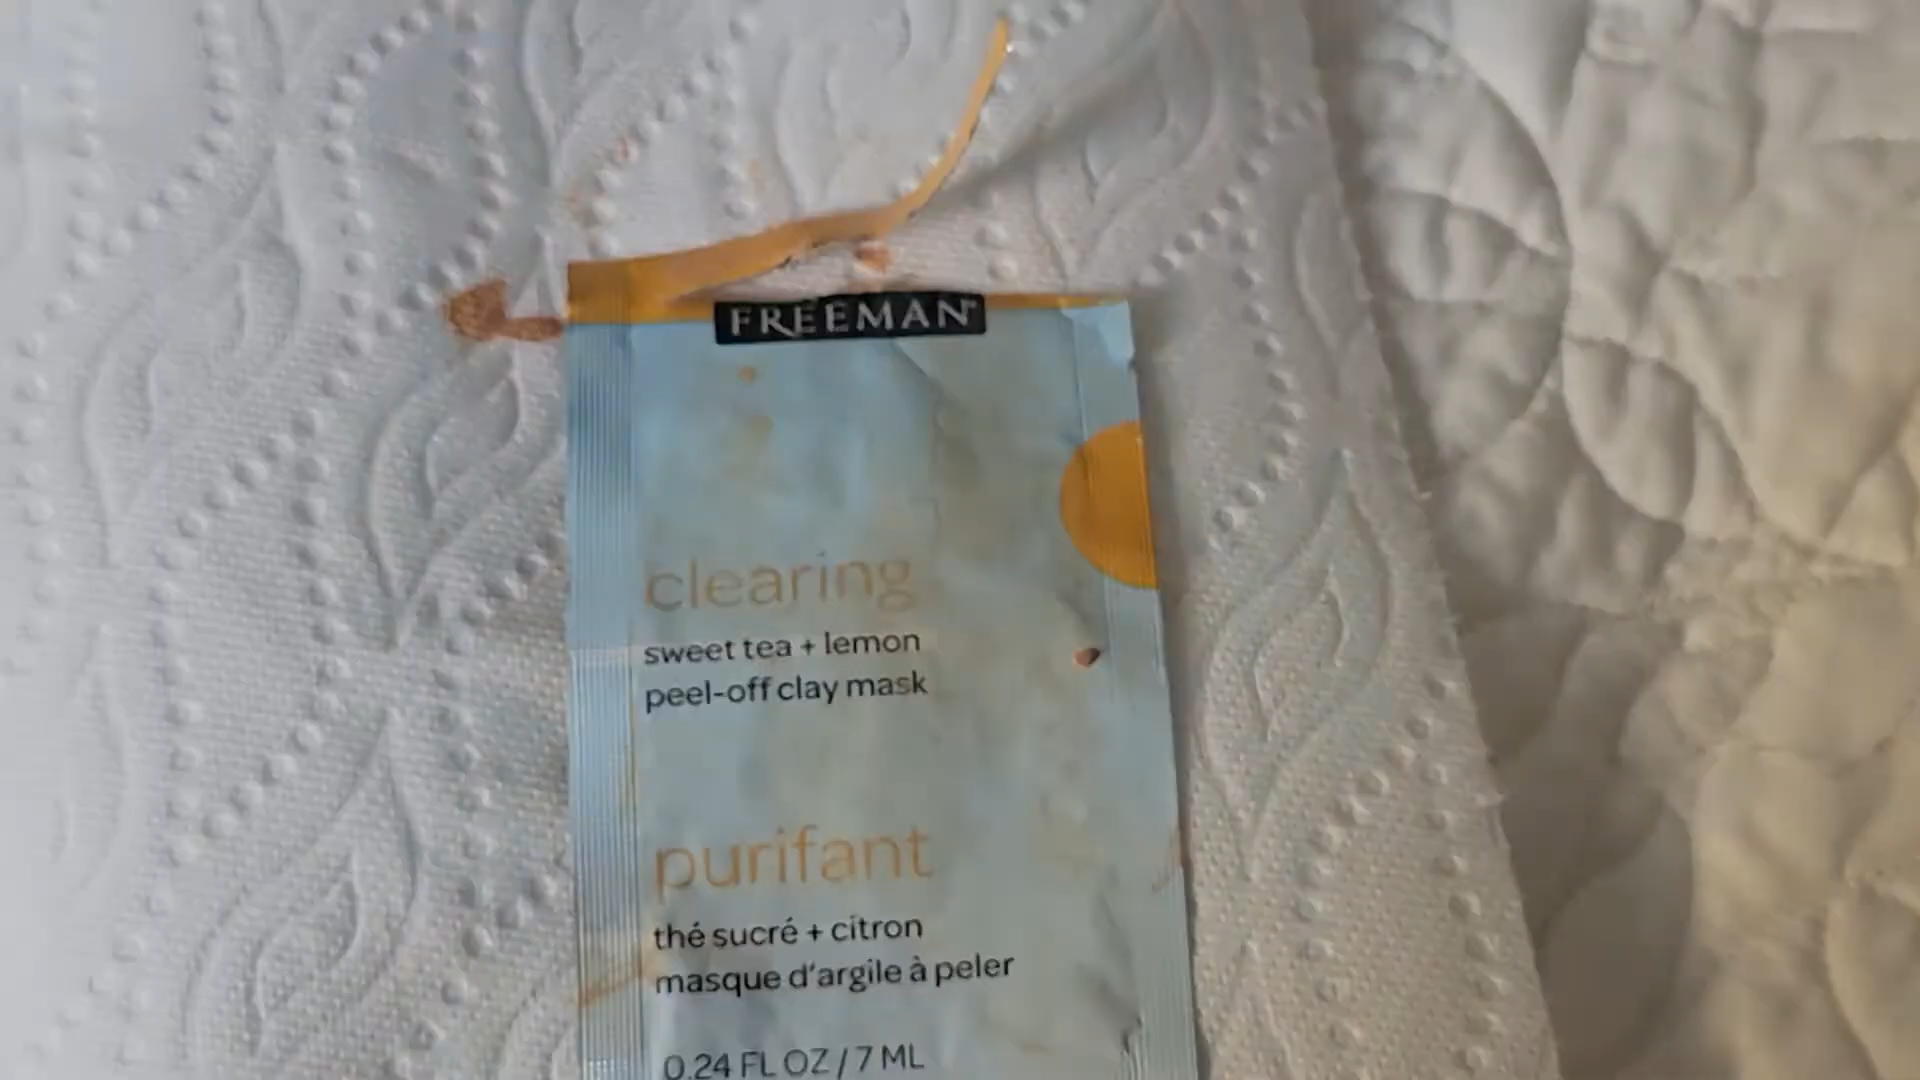 FREEMAN
clearing
sweet tea + lemon
peel-off clay mask
purifant
thé sucré + citron
masque d'argile à peler
0.24 FL OZ / 7 ML